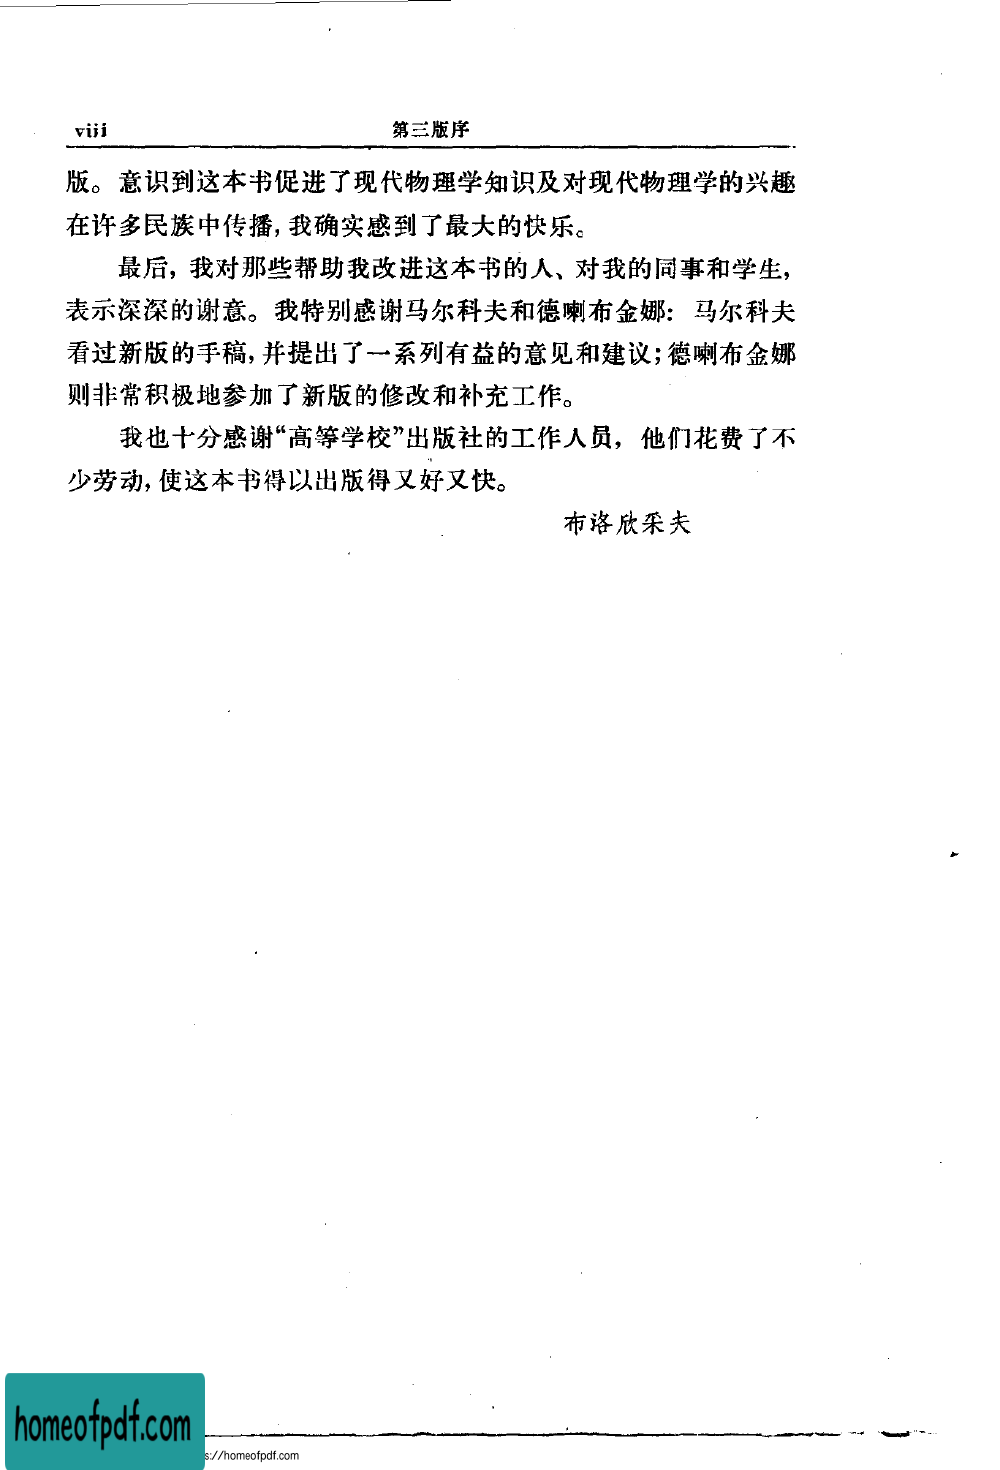 viii 第三版序
版。意识到这本书促进了现代物理学知识及对现代物理学的兴趣
在许多民族中传播,我确实感到了最大的快乐。
最后,我对那些帮助我改进这本书的人、对我的同事和学生,
表示深深的谢意。我特别感谢马尔科夫和德喇布金娜: 马尔科夫
看过新版的手稿,并提出了一系列有益的意见和建议;德喇布金娜
则非常积极地参加了新版的修改和补充工作。
我也十分感谢“高等学校”出版社的工作人员, 他们花费了不
少劳动,使这本书得以出版得又好又快。
布洛欣采夫
homeofpdf.com
s://homeofpdf.com